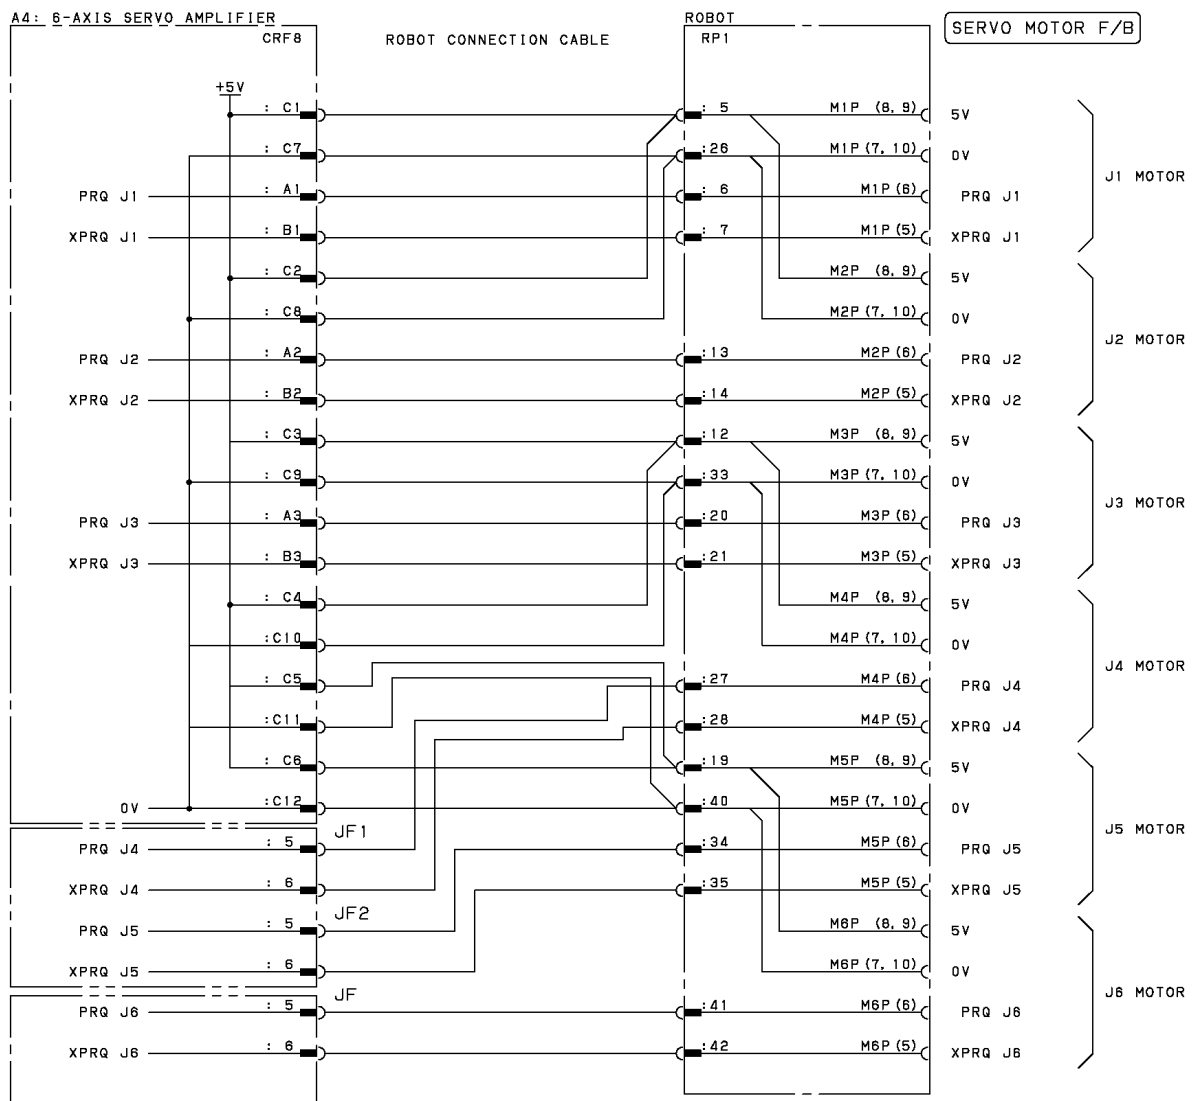 A4: 6-AXIS SERVO AMPLIFIER
CRF8
ROBOT CONNECTION CABLE
ROBOT
RP1
SERVO MOTOR F/B
+5V
: C1 : 5 M1P (8, 9) 5V
: C7 :26 M1P (7, 10) 0V
J1 MOTOR
PRQ J1 : A1 : 6 M1P (6) PRQ J1
XPRQ J1 : B1 : 7 M1P (5) XPRQ J1
: C2 M2P (8, 9) 5V
: C8 M2P (7, 10) 0V
J2 MOTOR
PRQ J2 : A2 :13 M2P (6) PRQ J2
XPRQ J2 : B2 :14 M2P (5) XPRQ J2
: C3 :12 M3P (8, 9) 5V
: C9 :33 M3P (7, 10) 0V
J3 MOTOR
PRQ J3 : A3 :20 M3P (6) PRQ J3
XPRQ J3 : B3 :21 M3P (5) XPRQ J3
: C4 M4P (8, 9) 5V
:C10 M4P (7, 10) 0V
J4 MOTOR
: C5 :27 M4P (6) PRQ J4
:C11 :28 M4P (5) XPRQ J4
: C6 :19 M5P (8, 9) 5V
0V :C12 :40 M5P (7, 10) 0V
JF1
J5 MOTOR
PRQ J4 : 5 :34 M5P (6) PRQ J5
XPRQ J4 : 6 :35 M5P (5) XPRQ J5
JF2
PRQ J5 : 5 M6P (8, 9) 5V
XPRQ J5 : 6 M6P (7, 10) 0V
JF
J6 MOTOR
PRQ J6 : 5 :41 M6P (6) PRQ J6
XPRQ J6 : 6 :42 M6P (5) XPRQ J6